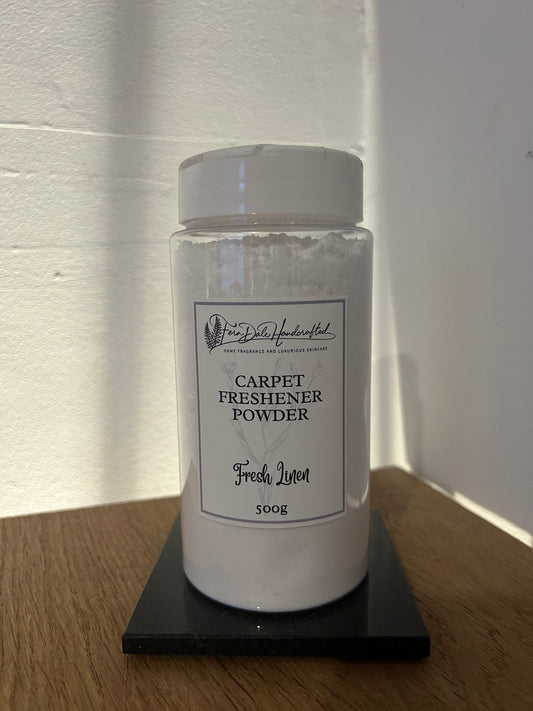 Fern Dale Handcrafted
HOME FRAGRANCE AND LUXURIOUS SKINCARE
CARPET
FRESHENER
POWDER
Fresh Linen
500g